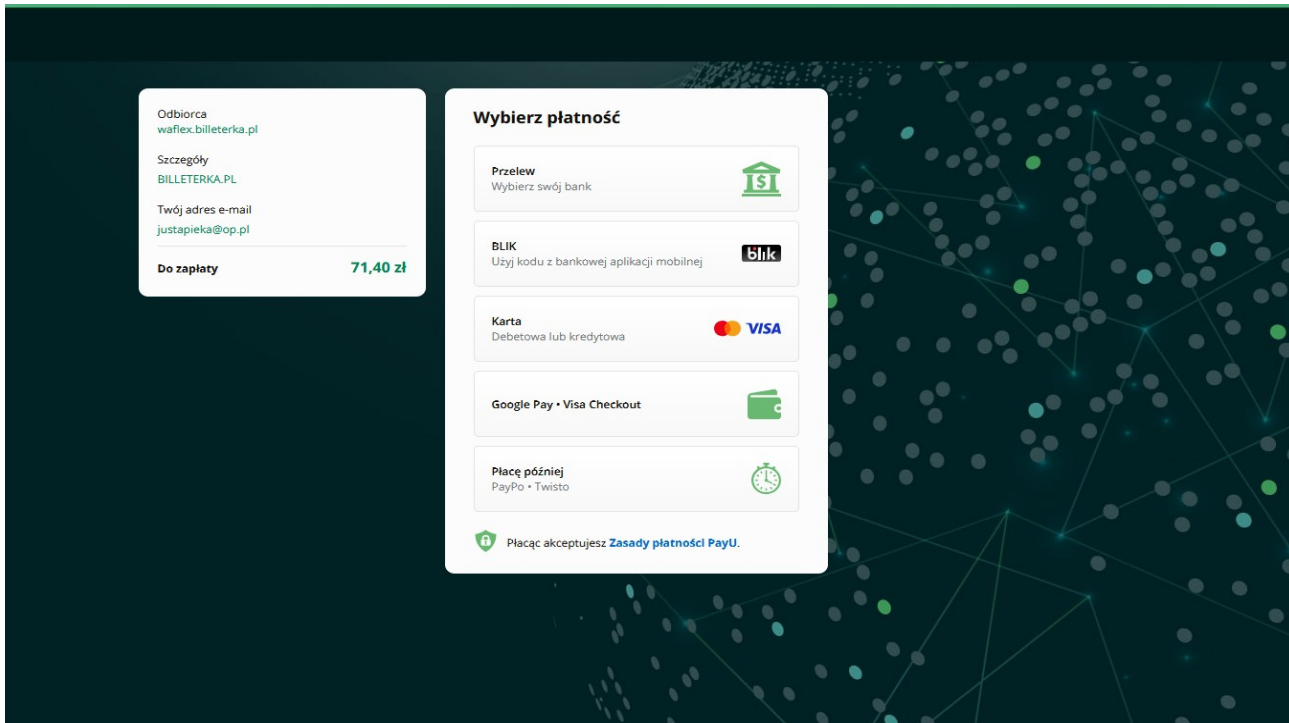 Odbiorca
waflex.billeterka.pl
Szczegóły
BILLETERKA.PL
Twój adres e-mail
justapieka@op.pl
Do zapłaty 71,40 zł
Wybierz płatność
Przelew
Wybierz swój bank
$
BLIK
Użyj kodu z bankowej aplikacji mobilnej
blik
Karta
Debetowa lub kredytowa
VISA
Google Pay • Visa Checkout
Płacę później
PayPo • Twisto
Płacąc akceptujesz Zasady płatności PayU.